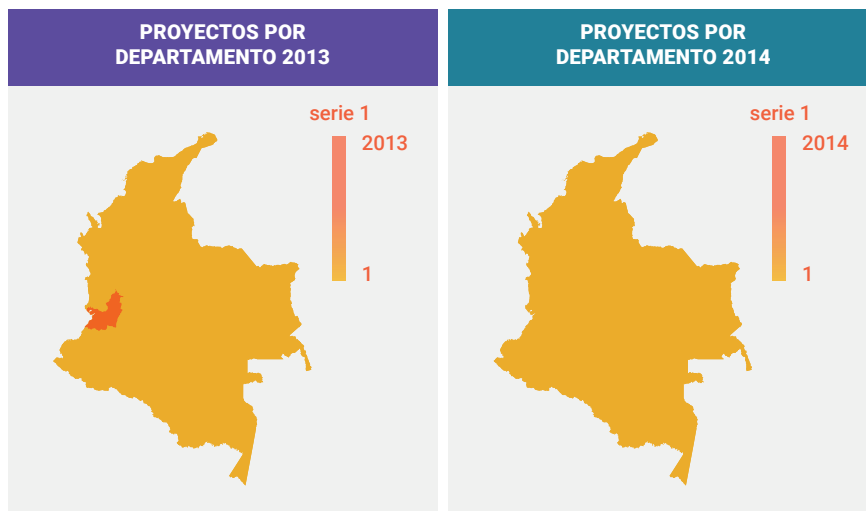 PROYECTOS POR
DEPARTAMENTO 2013
serie 1
2013
1
PROYECTOS POR
DEPARTAMENTO 2014
serie 1
2014
1